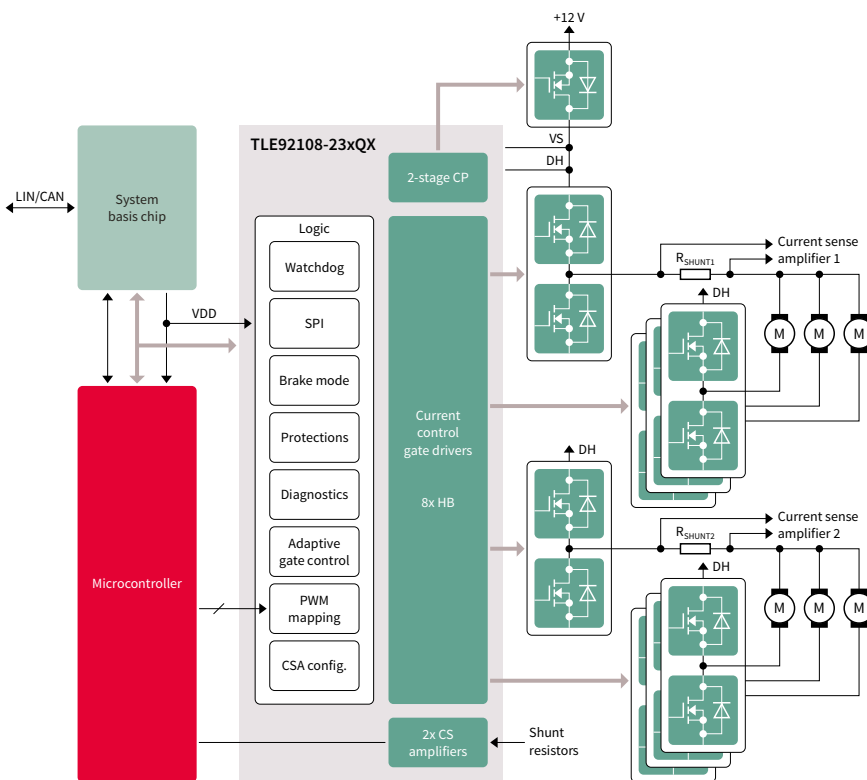 +12 V
TLE92108-23xQX
VS
DH
2-stage CP
LIN/CAN
System
basis chip
Logic
Watchdog
Current sense
amplifier 1
RSHUNT1
DH
VDD
SPI
M
M
M
Brake mode
Current
control
gate drivers
8x HB
Protections
DH
Diagnostics
Current sense
amplifier 2
RSHUNT2
Adaptive
gate control
DH
Microcontroller
PWM
mapping
M
M
M
CSA config.
2x CS
amplifiers
Shunt
resistors